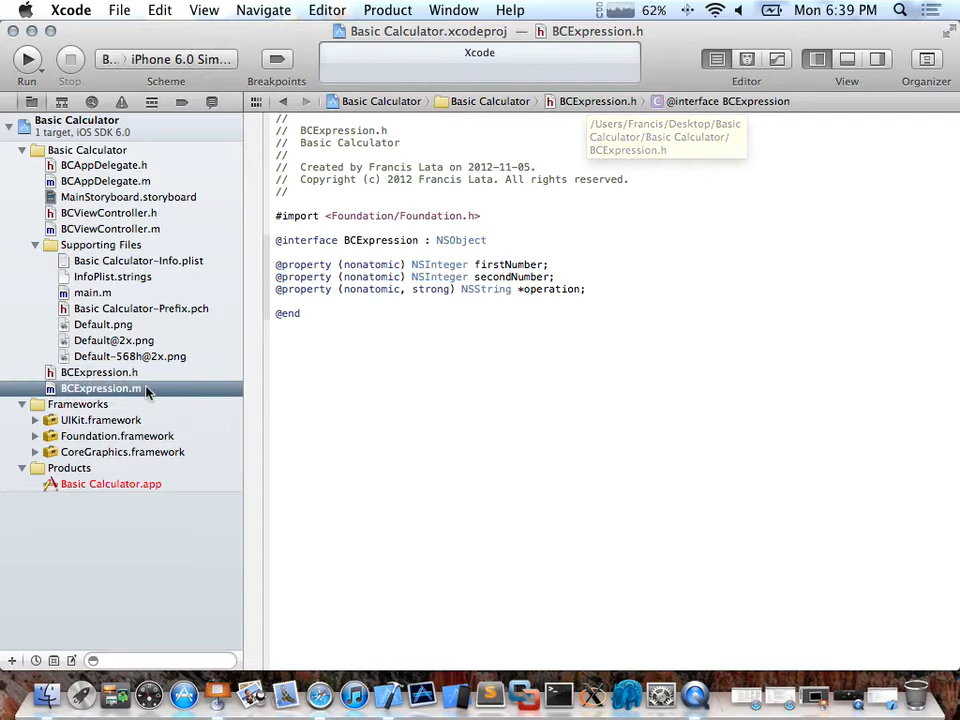 Xcode File Edit View Navigate Editor Product Window Help 62% Mon 6:39 PM
Basic Calculator.xcodeproj — BCExpression.h
B...› iPhone 6.0 Sim...
Xcode
Run Stop Scheme Breakpoints Editor View Organizer
Basic Calculator Basic Calculator BCExpression.h @interface BCExpression
Basic Calculator
1 target, iOS SDK 6.0
Basic Calculator
BCAppDelegate.h
BCAppDelegate.m
MainStoryboard.storyboard
BCViewController.h
BCViewController.m
Supporting Files
Basic Calculator-Info.plist
InfoPlist.strings
main.m
Basic Calculator-Prefix.pch
Default.png
Default@2x.png
Default-568h@2x.png
BCExpression.h
BCExpression.m
Frameworks
UIKit.framework
Foundation.framework
CoreGraphics.framework
Products
Basic Calculator.app
//
// BCExpression.h
// Basic Calculator
//
// Created by Francis Lata on 2012-11-05.
// Copyright (c) 2012 Francis Lata. All rights reserved.
//
#import <Foundation/Foundation.h>
@interface BCExpression : NSObject
@property (nonatomic) NSInteger firstNumber;
@property (nonatomic) NSInteger secondNumber;
@property (nonatomic, strong) NSString *operation;
@end
/Users/Francis/Desktop/Basic
Calculator/Basic Calculator/
BCExpression.h